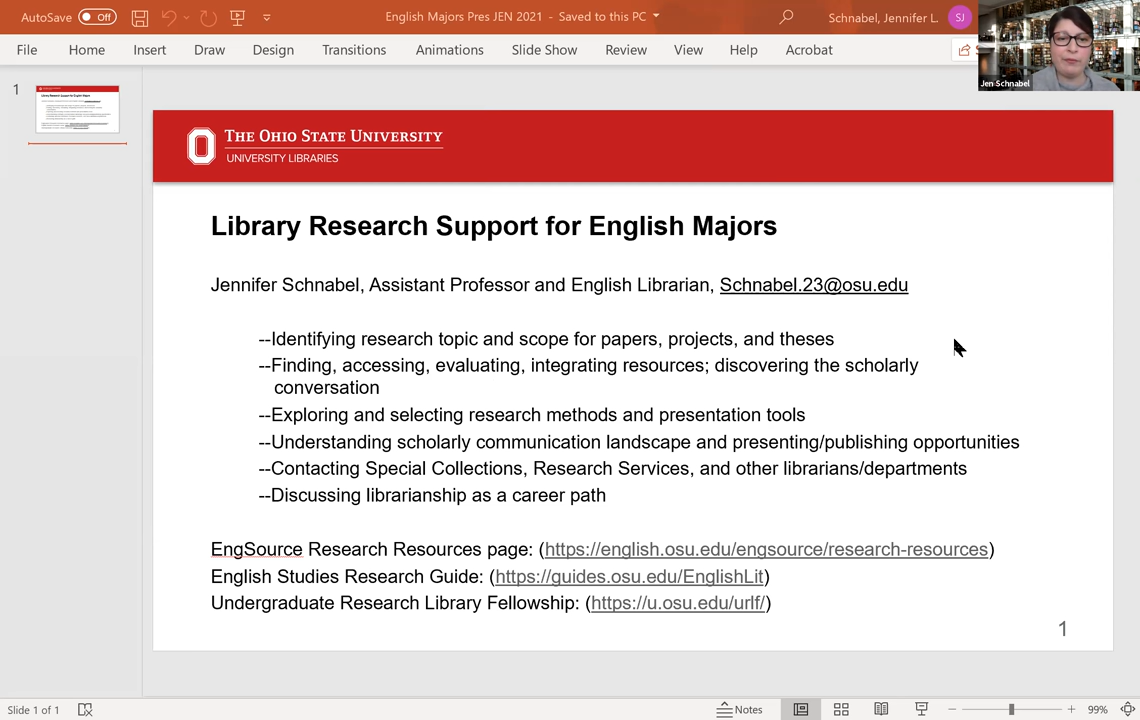 AutoSave
Off
English Majors Pres JEN 2021 - Saved to this PC
Schnabel, Jennifer L.
SJ
File Home Insert Draw Design Transitions Animations Slide Show Review View Help Acrobat
Jen Schnabel
1
THE OHIO STATE UNIVERSITY
UNIVERSITY LIBRARIES
Library Research Support for English Majors
Jennifer Schnabel, Assistant Professor and English Librarian, Schnabel.23@osu.edu
--Identifying research topic and scope for papers, projects, and theses
--Finding, accessing, evaluating, integrating resources; discovering the scholarly
conversation
--Exploring and selecting research methods and presentation tools
--Understanding scholarly communication landscape and presenting/publishing opportunities
--Contacting Special Collections, Research Services, and other librarians/departments
--Discussing librarianship as a career path
EngSource Research Resources page: (https://english.osu.edu/engsource/research-resources)
English Studies Research Guide: (https://guides.osu.edu/EnglishLit)
Undergraduate Research Library Fellowship: (https://u.osu.edu/urlf/)
1
Slide 1 of 1
Notes
99%